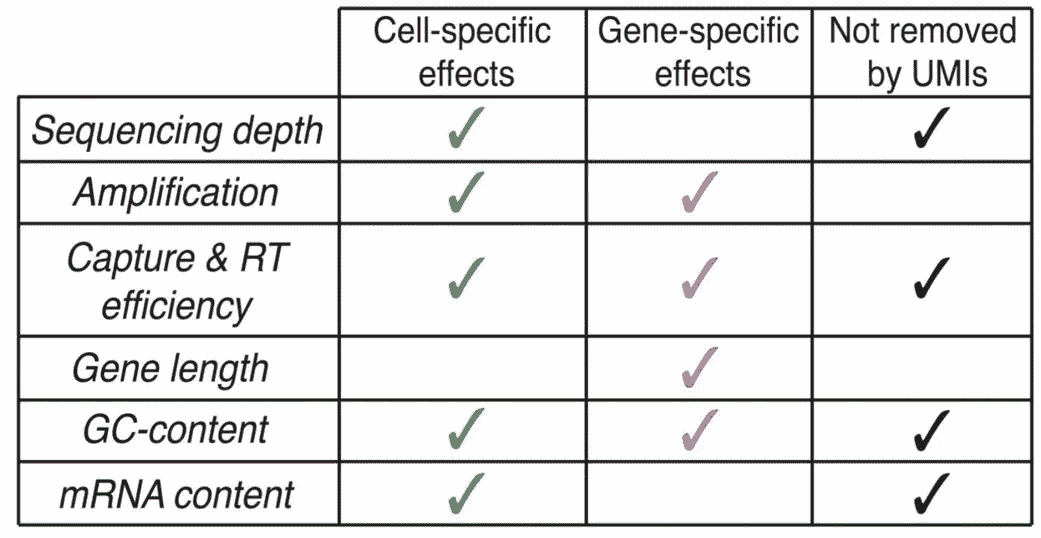 Cell-specific effects Gene-specific effects Not removed by UMIs
Sequencing depth ✓ ✓
Amplification ✓ ✓
Capture & RT efficiency ✓ ✓ ✓
Gene length ✓
GC-content ✓ ✓ ✓
mRNA content ✓ ✓